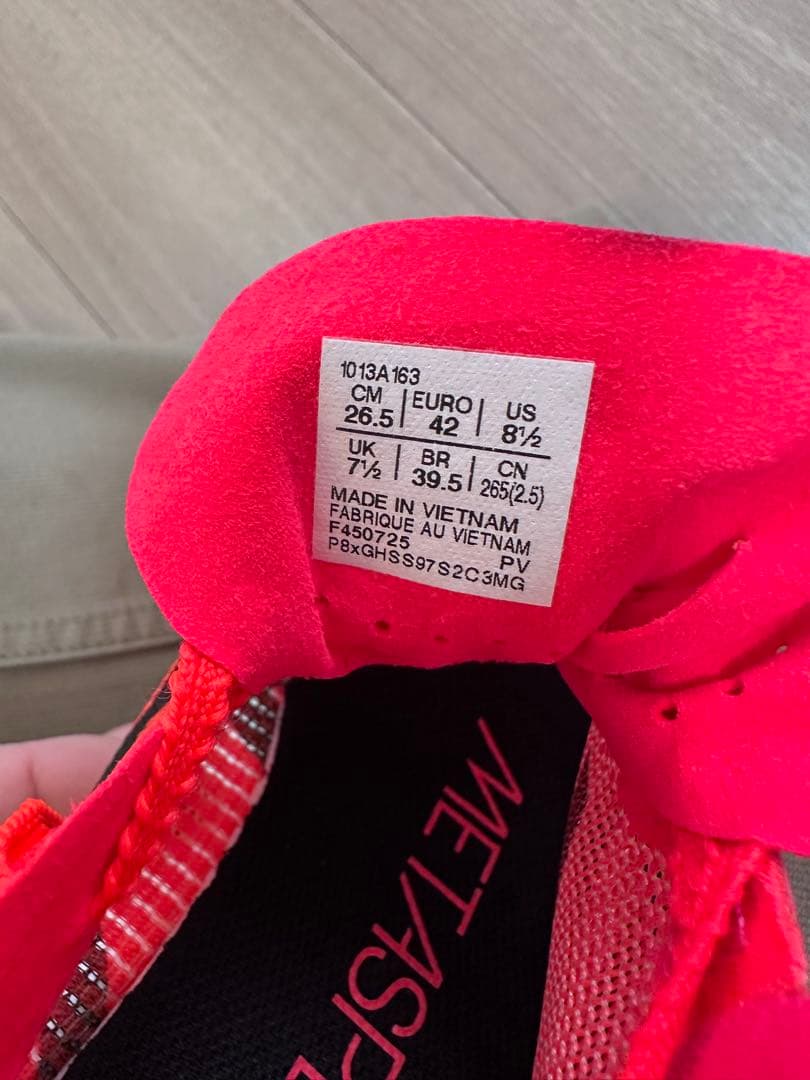 1013A163
CM 26.5 | EURO 42 | US 8½
UK 7½ | BR 39.5 | CN 265(2.5)
MADE IN VIETNAM
FABRIQUE AU VIETNAM
F450725 PV
P8xGHSS97S2C3MG
METASPE